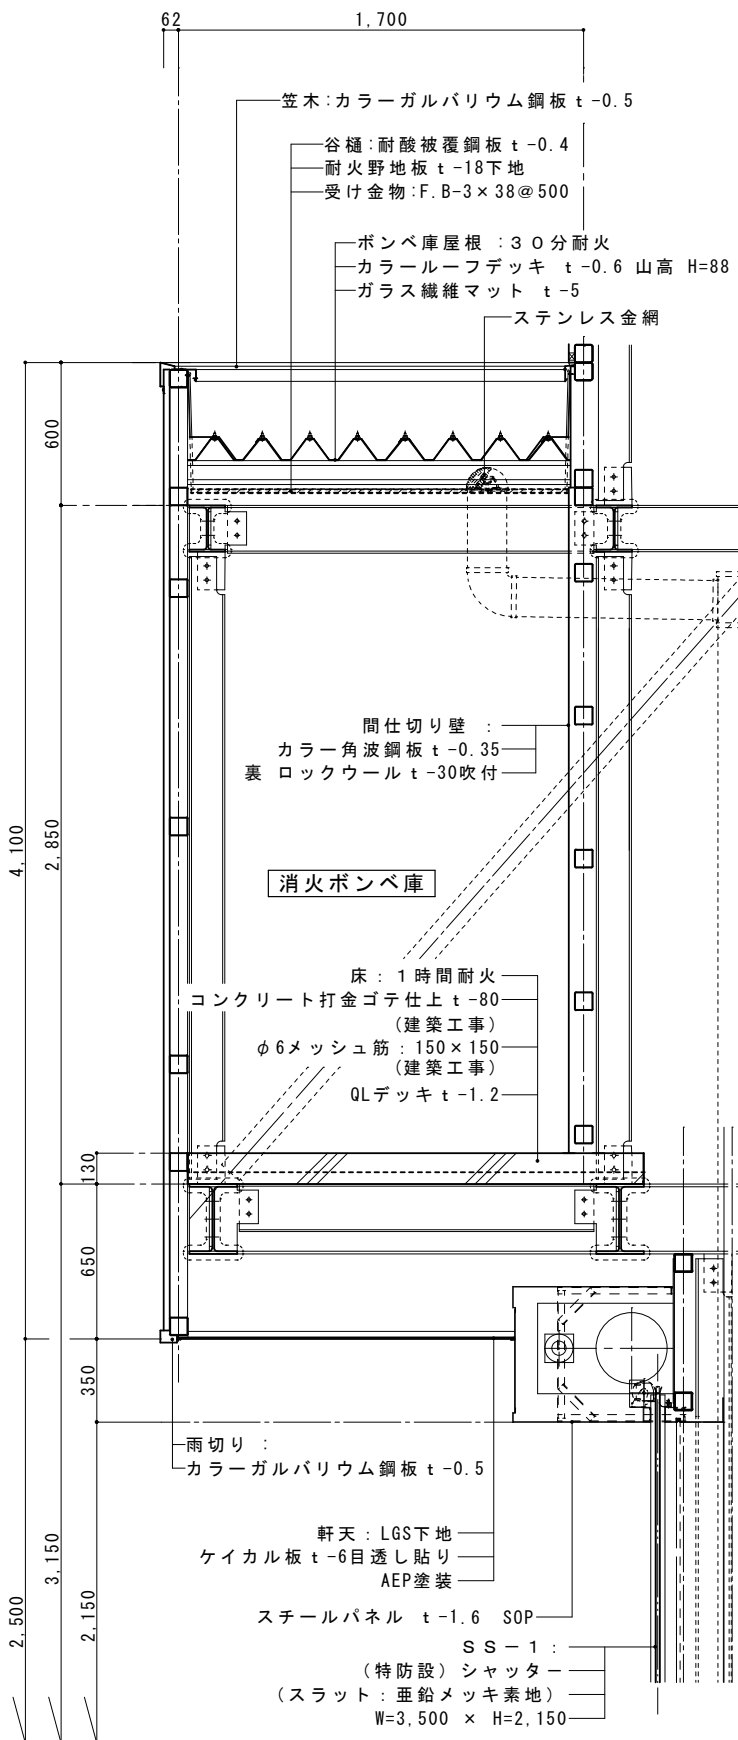 62
1,700
笠木:カラーガルバリウム鋼板 t-0.5
谷樋:耐酸被覆鋼板 t-0.4
耐火野地板 t-18下地
受け金物:F.B-3×38@500
ボンベ庫屋根 :30分耐火
カラールーフデッキ t-0.6 山高 H=88
ガラス繊維マット t-5
ステンレス金網
600
4,100
2,850
間仕切り壁 :
カラー角波鋼板 t-0.35
裏 ロックウール t-30吹付
消火ボンベ庫
床 : 1時間耐火
コンクリート打金ゴテ仕上 t-80
(建築工事)
φ6メッシュ筋 : 150×150
(建築工事)
QLデッキ t-1.2
130
650
350
雨切り :
カラーガルバリウム鋼板 t-0.5
軒天 : LGS下地
ケイカル板 t-6目透し貼り
AEP塗装
3,150
2,500
2,150
スチールパネル t-1.6 SOP
SS-1 :
(特防設) シャッター
(スラット : 亜鉛メッキ素地)
W=3,500 × H=2,150